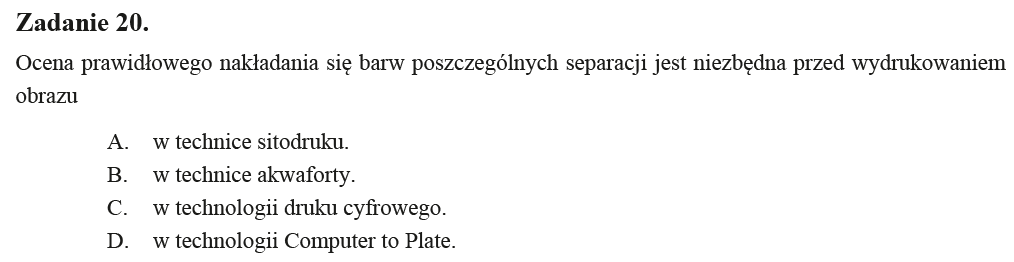 Zadanie 20.
Ocena prawidłowego nakładania się barw poszczególnych separacji jest niezbędna przed wydrukowaniem
obrazu
A. w technice sitodruku.
B. w technice akwaforty.
C. w technologii druku cyfrowego.
D. w technologii Computer to Plate.